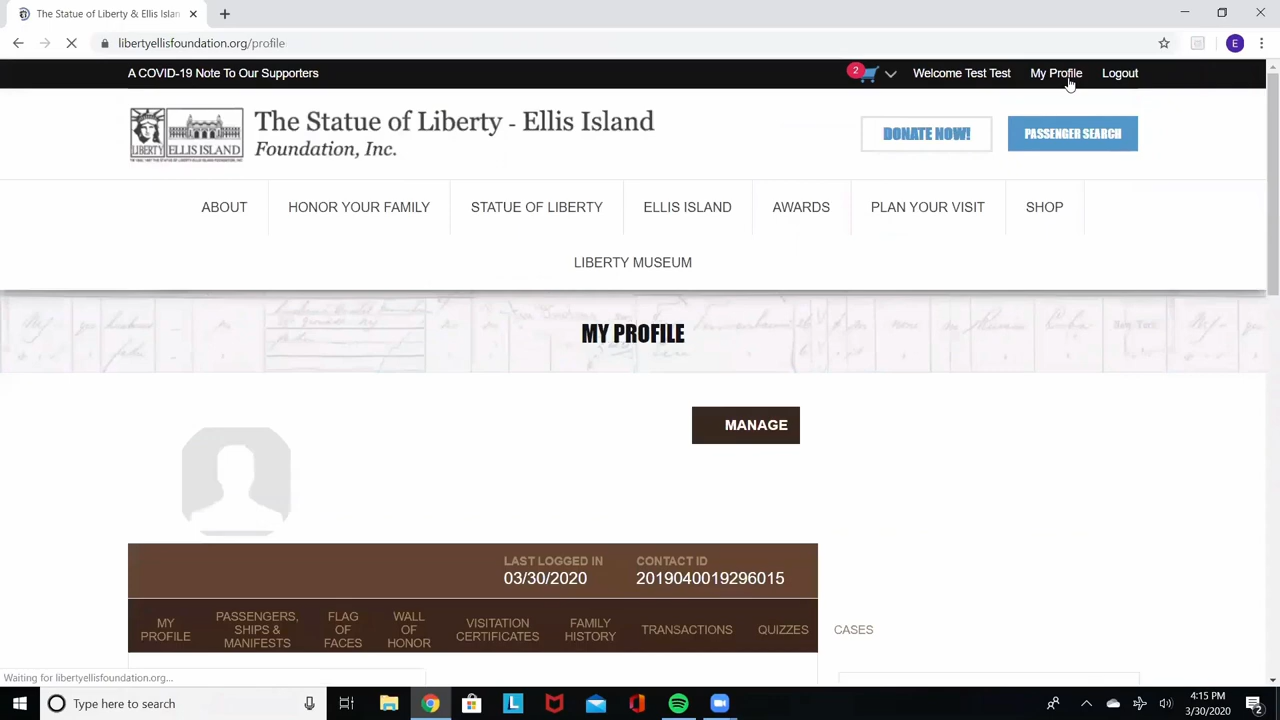 The Statue of Liberty & Ellis Islan
libertyellisfoundation.org/profile
E
A COVID-19 Note To Our Supporters
2
Welcome Test Test
My Profile
Logout
LIBERTY
ELLIS ISLAND
The Statue of Liberty - Ellis Island
Foundation, Inc.
DONATE NOW!
PASSENGER SEARCH
ABOUT
HONOR YOUR FAMILY
STATUE OF LIBERTY
ELLIS ISLAND
AWARDS
PLAN YOUR VISIT
SHOP
LIBERTY MUSEUM
MY PROFILE
MANAGE
LAST LOGGED IN
03/30/2020
CONTACT ID
2019040019296015
MY
PROFILE
PASSENGERS,
SHIPS &
MANIFESTS
FLAG
OF
FACES
WALL
OF
HONOR
VISITATION
CERTIFICATES
FAMILY
HISTORY
TRANSACTIONS
QUIZZES
CASES
Waiting for libertyellisfoundation.org...
Type here to search
L
4:15 PM
3/30/2020
2